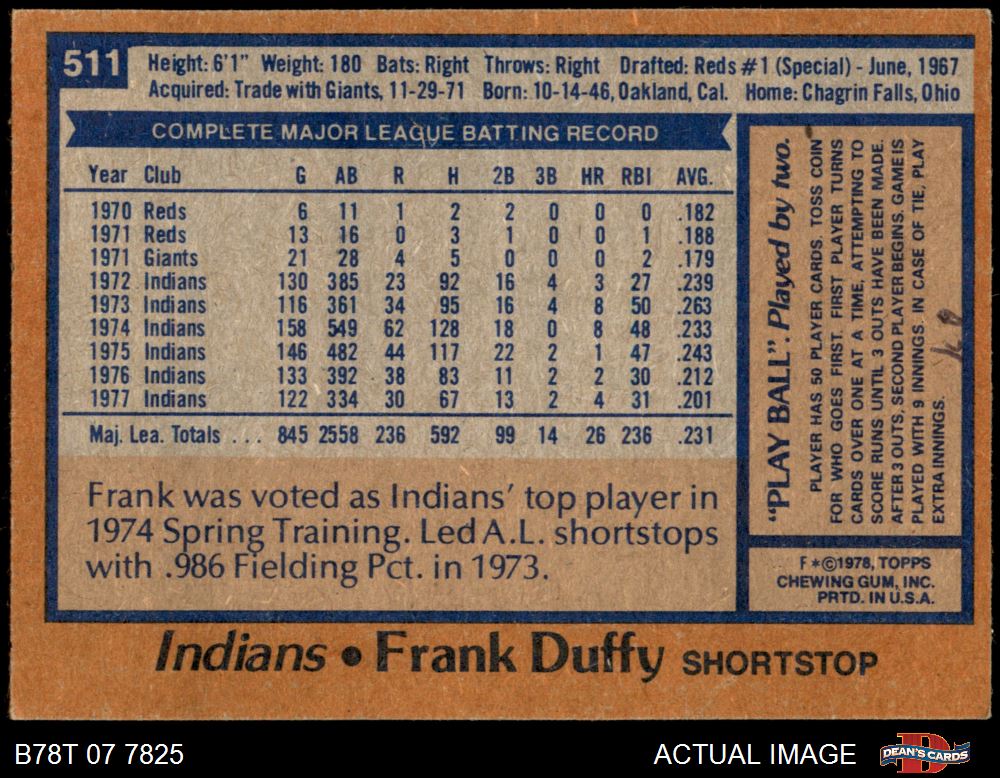 511
Height: 6'1" Weight: 180 Bats: Right Throws: Right Drafted: Reds #1 (Special) - June, 1967
Acquired: Trade with Giants, 11-29-71 Born: 10-14-46, Oakland, Cal. Home: Chagrin Falls, Ohio
COMPLETE MAJOR LEAGUE BATTING RECORD
Year Club G AB R H 2B 3B HR RBI AVG.
1970 Reds 6 11 1 2 2 0 0 0 .182
1971 Reds 13 16 0 3 1 0 0 1 .188
1971 Giants 21 28 4 5 0 0 0 2 .179
1972 Indians 130 385 23 92 16 4 3 27 .239
1973 Indians 116 361 34 95 16 4 8 50 .263
1974 Indians 158 549 62 128 18 0 8 48 .233
1975 Indians 146 482 44 117 22 2 1 47 .243
1976 Indians 133 392 38 83 11 2 2 30 .212
1977 Indians 122 334 30 67 13 2 4 31 .201
Maj. Lea. Totals . . . 845 2558 236 592 99 14 26 236 .231
Frank was voted as Indians' top player in
1974 Spring Training. Led A.L. shortstops
with .986 Fielding Pct. in 1973.
"PLAY BALL". Played by two.
PLAYER HAS 50 PLAYER CARDS. TOSS COIN
FOR WHO GOES FIRST. FIRST PLAYER TURNS
CARDS OVER ONE AT A TIME, ATTEMPTING TO
SCORE RUNS UNTIL 3 OUTS HAVE BEEN MADE.
AFTER 3 OUTS, SECOND PLAYER BEGINS. GAME IS
PLAYED WITH 9 INNINGS. IN CASE OF TIE, PLAY
EXTRA INNINGS.
F*©1978, TOPPS
CHEWING GUM, INC.
PRTD. IN U.S.A.
Indians • Frank Duffy SHORTSTOP
B78T 07 7825
ACTUAL IMAGE
DEAN'S CARDS